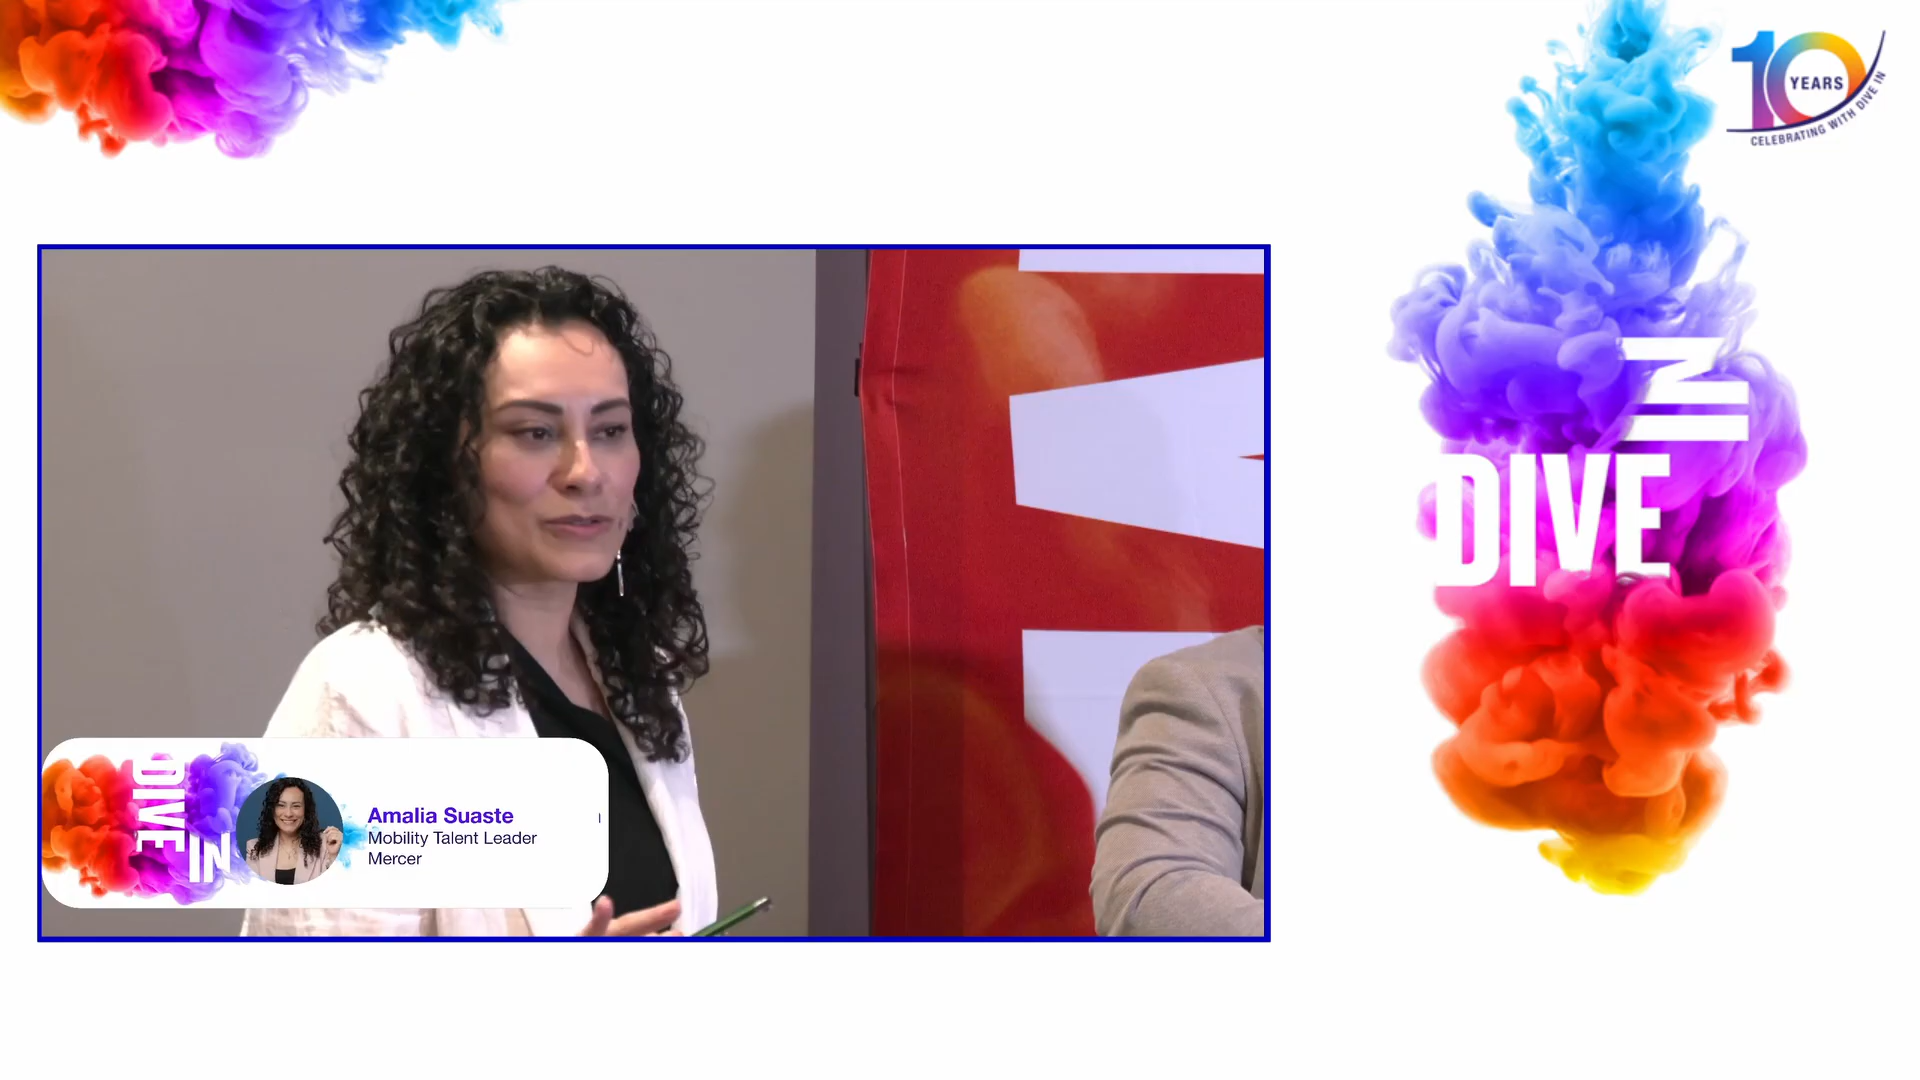 10
YEARS
CELEBRATING WITH DIVE IN
IN
DIVE
DIVE
IN
Amalia Suaste
Mobility Talent Leader
Mercer